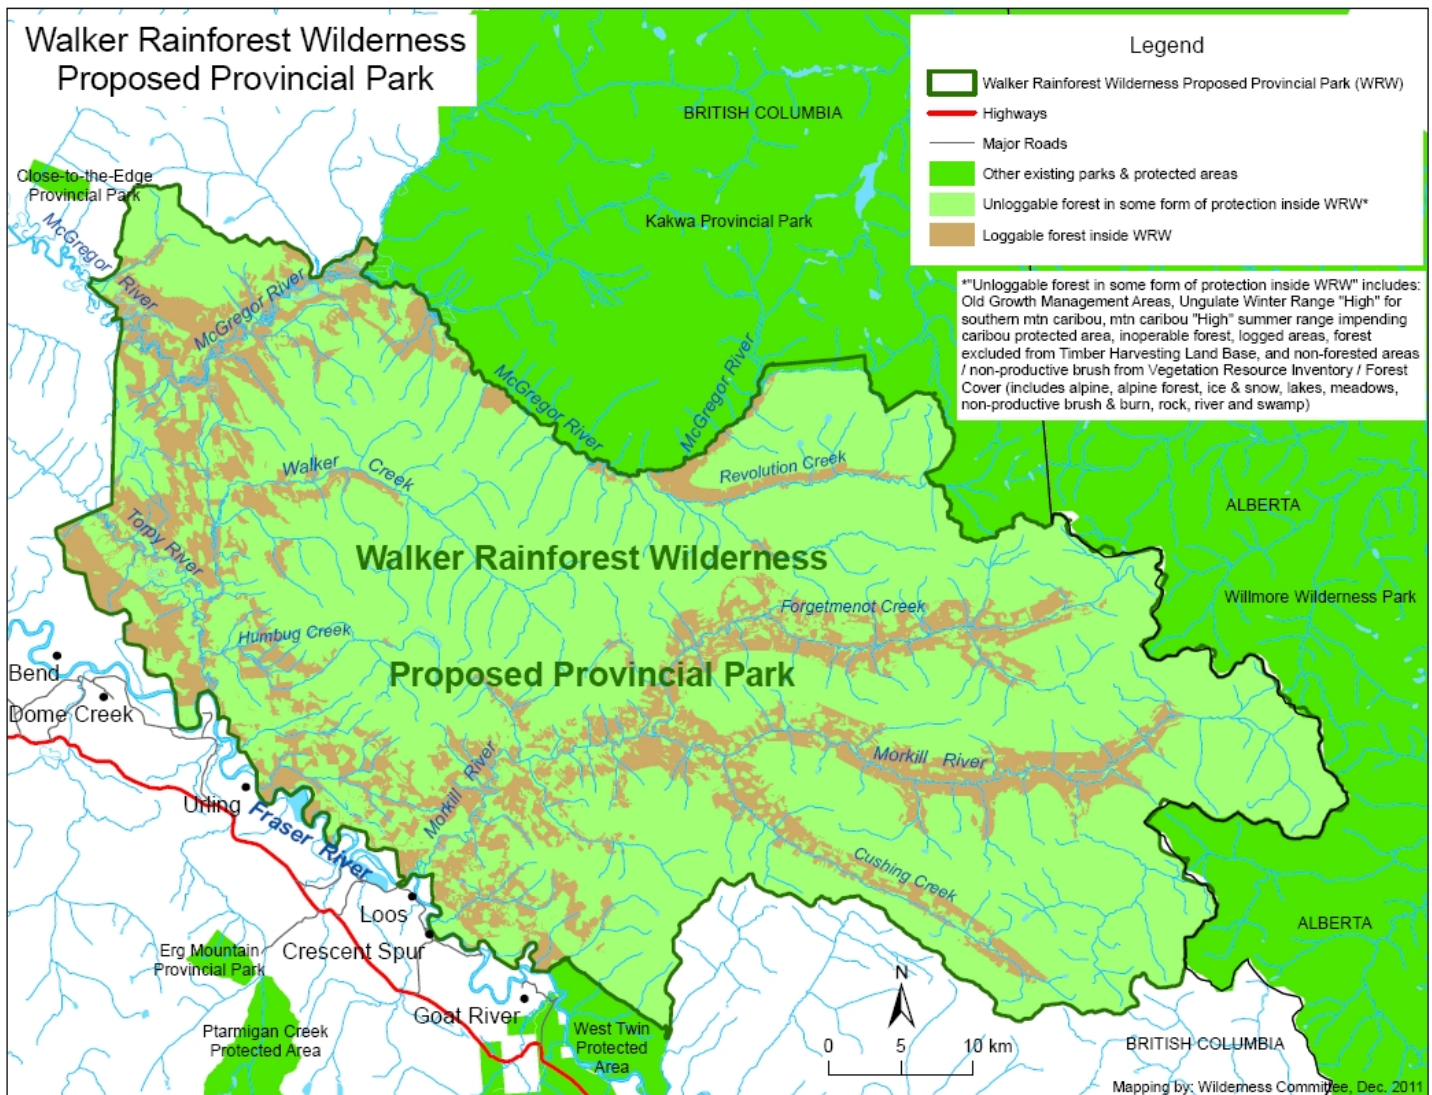 Walker Rainforest Wilderness
Proposed Provincial Park
Legend
Walker Rainforest Wilderness Proposed Provincial Park (WRW)
Highways
Major Roads
Other existing parks & protected areas
Unloggable forest in some form of protection inside WRW*
Loggable forest inside WRW
*"Unloggable forest in some form of protection inside WRW" includes:
Old Growth Management Areas, Ungulate Winter Range "High" for
southern mtn caribou, mtn caribou "High" summer range impending
caribou protected area, inoperable forest, logged areas, forest
excluded from Timber Harvesting Land Base, and non-forested areas
/ non-productive brush from Vegetation Resource Inventory / Forest
Cover (includes alpine, alpine forest, ice & snow, lakes, meadows,
non-productive brush & burn, rock, river and swamp)
BRITISH COLUMBIA
Close-to-the-Edge
Provincial Park
Kakwa Provincial Park
McGregor River
McGregor River
McGregor River
McGregor River
Walker Creek
Revolution Creek
ALBERTA
Torpy River
Walker Rainforest Wilderness
Willmore Wilderness Park
Forgetmenot Creek
Humbug Creek
Proposed Provincial Park
Bend
Dome Creek
Morkill River
Morkill River
Urling
Fraser River
Cushing Creek
Loos
ALBERTA
Crescent Spur
Erg Mountain
Provincial Park
N
Goat River
Ptarmigan Creek
Protected Area
West Twin
Protected
Area
0 5 10 km
BRITISH COLUMBIA
Mapping by: Wilderness Committee, Dec. 2011